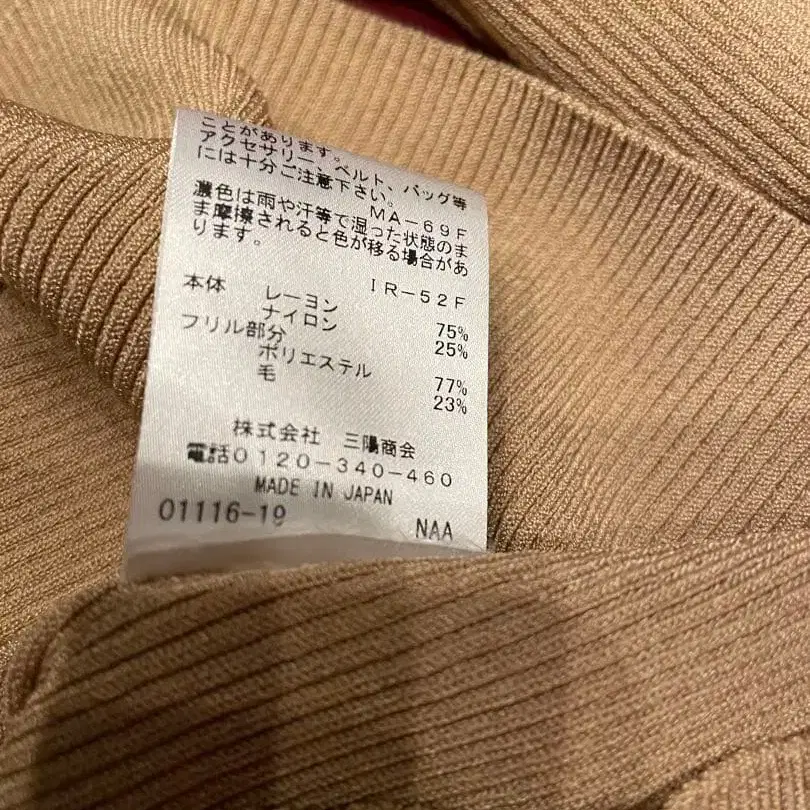 ことがあります。
アクセサリー、ベルト、バッグ等
には十分ご注意下さい。
MA－69F
濃色は雨や汗等で湿った状態のま
ま摩擦されると色が移る場合があ
ります。
IR－52F
本体
レーヨン 75%
ナイロン 25%
フリル部分
ポリエステル 77%
毛 23%
株式会社 三陽商会
電話0120－340－460
MADE IN JAPAN
01116-19 NAA